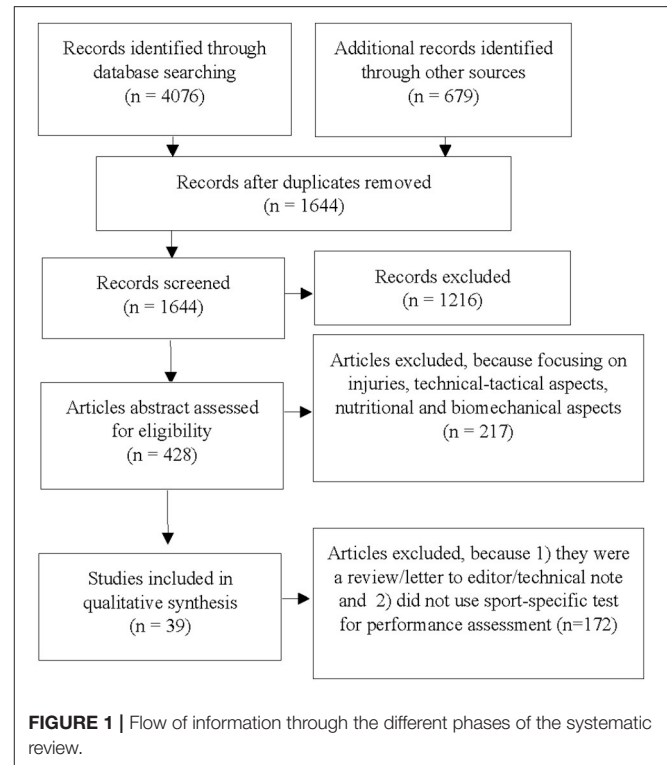 Records identified through
database searching
(n = 4076)
Additional records identified
through other sources
(n = 679)
Records after duplicates removed
(n = 1644)
Records screened
(n = 1644)
Records excluded
(n = 1216)
Articles abstract assessed
for eligibility
(n = 428)
Articles excluded, because focusing on
injuries, technical-tactical aspects,
nutritional and biomechanical aspects
(n = 217)
Studies included in
qualitative synthesis
(n = 39)
Articles excluded, because 1) they were
a review/letter to editor/technical note
and 2) did not use sport-specific test
for performance assessment (n=172)
FIGURE 1 | Flow of information through the different phases of the systematic
review.